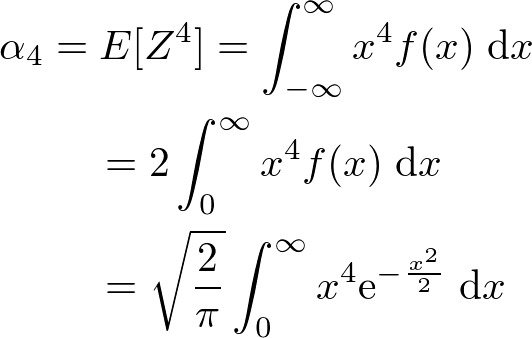 α₄ = E[Z⁴] = ∫_{-∞}^{∞} x⁴f(x) dx
= 2 ∫_{0}^{∞} x⁴f(x) dx
= √(2/π) ∫_{0}^{∞} x⁴e^{-x²/2} dx